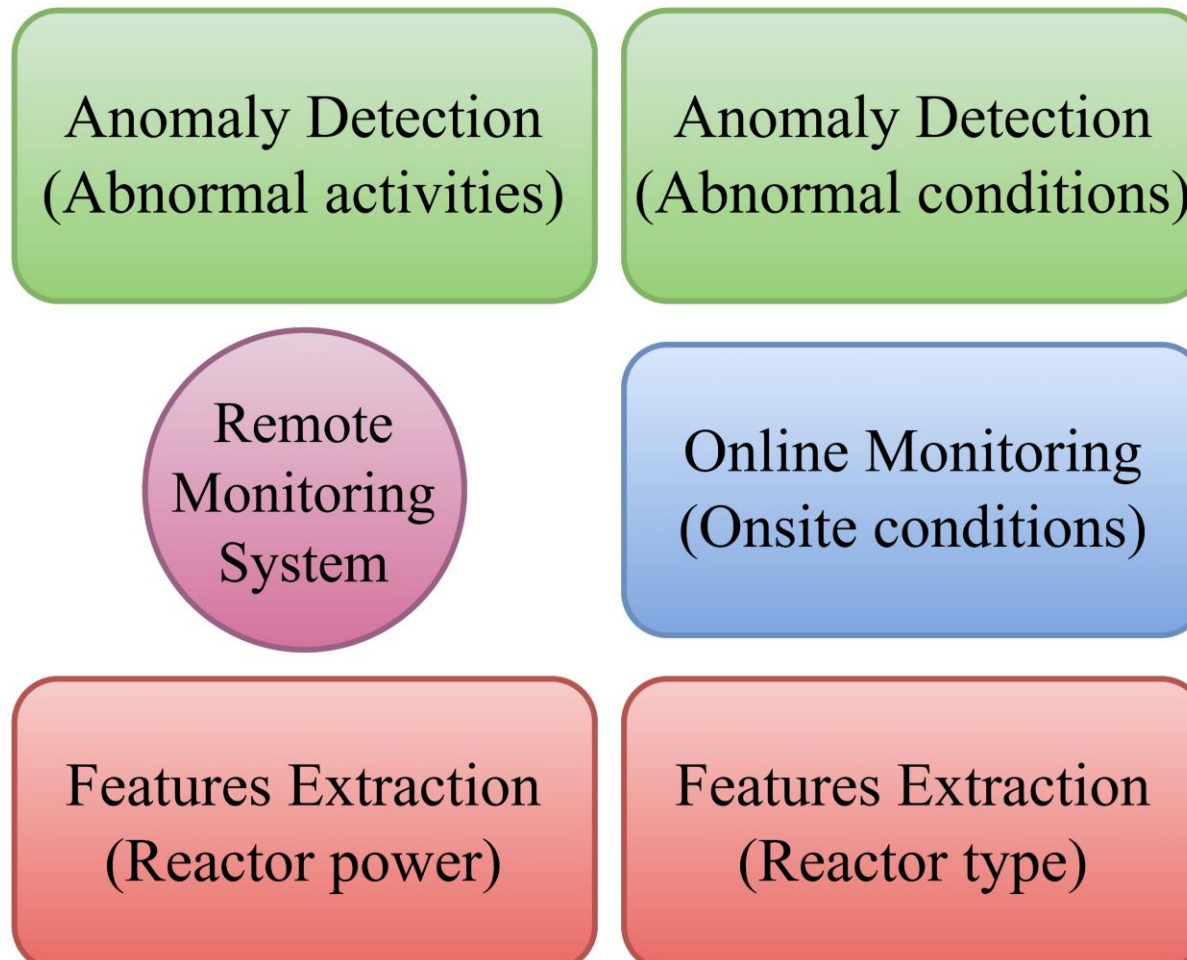 Anomaly Detection
(Abnormal activities)
Anomaly Detection
(Abnormal conditions)
Remote
Monitoring
System
Online Monitoring
(Onsite conditions)
Features Extraction
(Reactor power)
Features Extraction
(Reactor type)